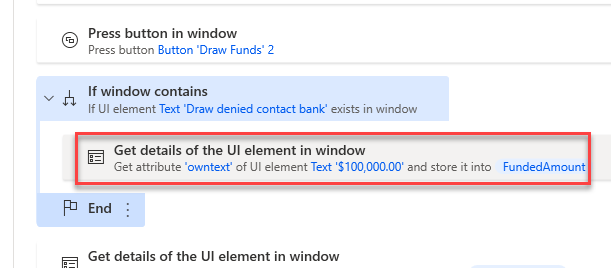 Press button in window
Press button Button 'Draw Funds' 2
If window contains
If UI element Text 'Draw denied contact bank' exists in window
Get details of the UI element in window
Get attribute 'owntext' of UI element Text '$100,000.00' and store it into FundedAmount
End
Get details of the UI element in window